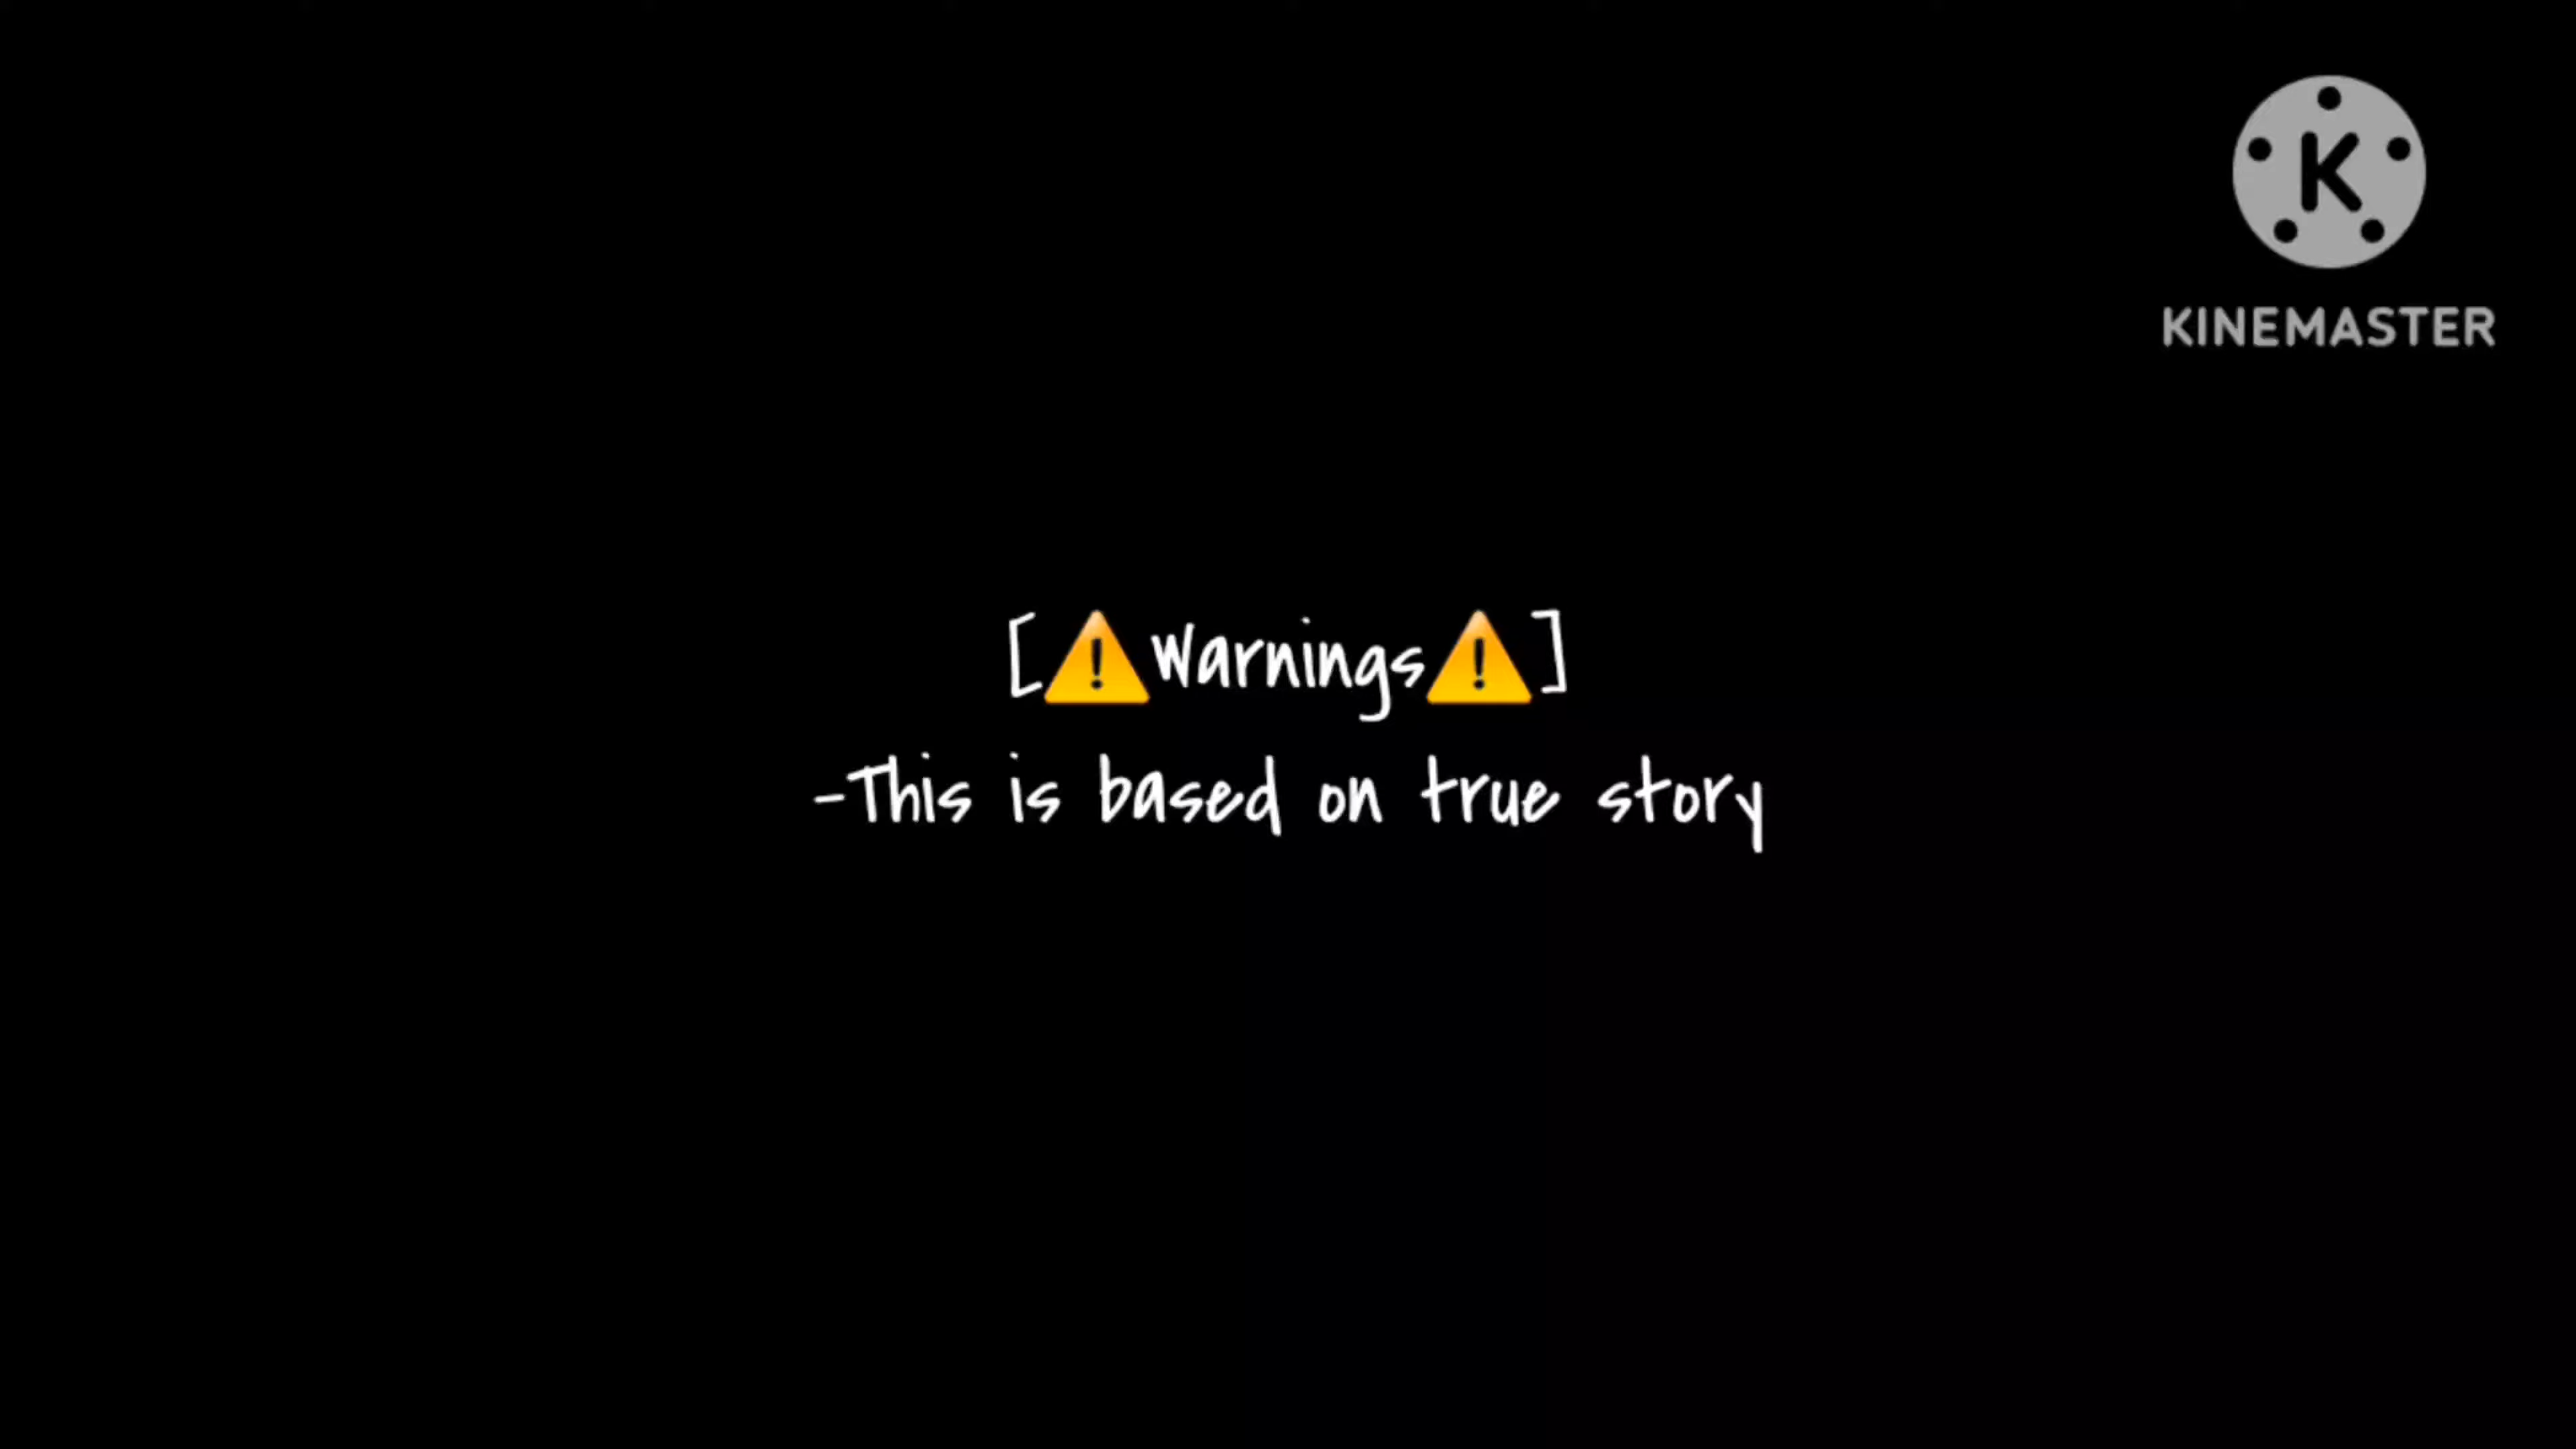 K
KINEMASTER
[⚠️Warnings⚠️]
-This is based on true story